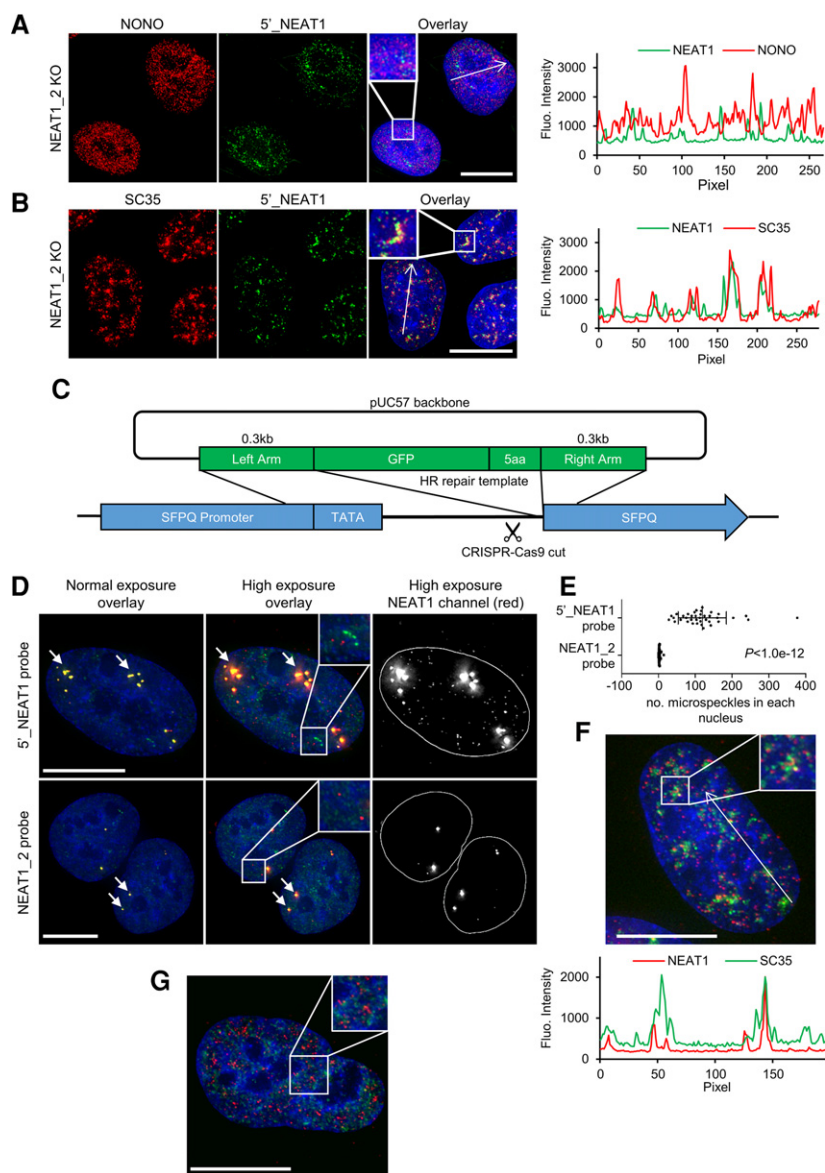 A
NONO
5'_NEAT1
Overlay
NEAT1_2 KO
NEAT1
NONO
Fluo. Intensity
3000
2000
1000
0
0
50
100
150
200
250
Pixel
B
SC35
5'_NEAT1
Overlay
NEAT1_2 KO
NEAT1
SC35
Fluo. Intensity
3000
2000
1000
0
0
50
100
150
200
250
Pixel
C
pUC57 backbone
0.3kb
0.3kb
Left Arm
GFP
5aa
Right Arm
HR repair template
SFPQ Promoter
TATA
SFPQ
CRISPR-Cas9 cut
D
Normal exposure
overlay
High exposure
overlay
High exposure
NEAT1 channel (red)
5'_NEAT1 probe
NEAT1_2 probe
E
5'_NEAT1
probe
NEAT1_2
probe
P<1.0e-12
-100
0
100
200
300
400
no. microspeckles in each
nucleus
F
NEAT1
SC35
Fluo. Intensity
2000
1000
0
0
50
100
150
Pixel
G